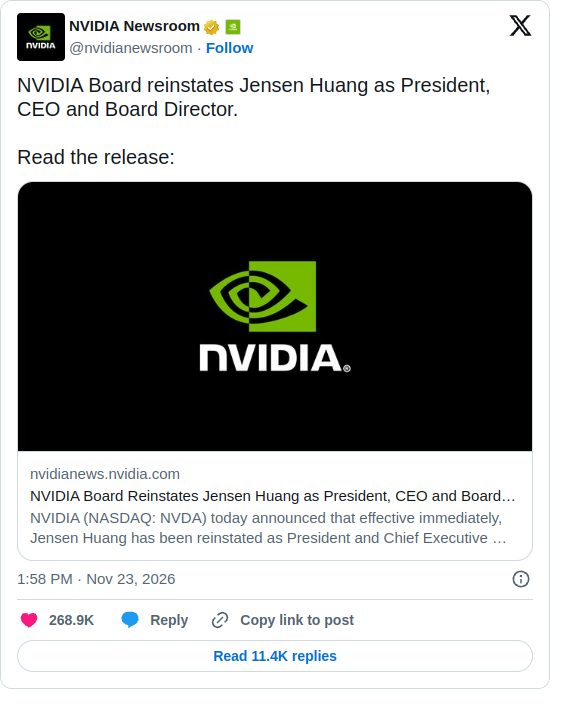 NVIDIA Newsroom
@nvidianewsroom · Follow
NVIDIA Board reinstates Jensen Huang as President,
CEO and Board Director.
Read the release:
NVIDIA®
nvidianews.nvidia.com
NVIDIA Board Reinstates Jensen Huang as President, CEO and Board…
NVIDIA (NASDAQ: NVDA) today announced that effective immediately,
Jensen Huang has been reinstated as President and Chief Executive …
1:58 PM · Nov 23, 2026
268.9K Reply Copy link to post
Read 11.4K replies